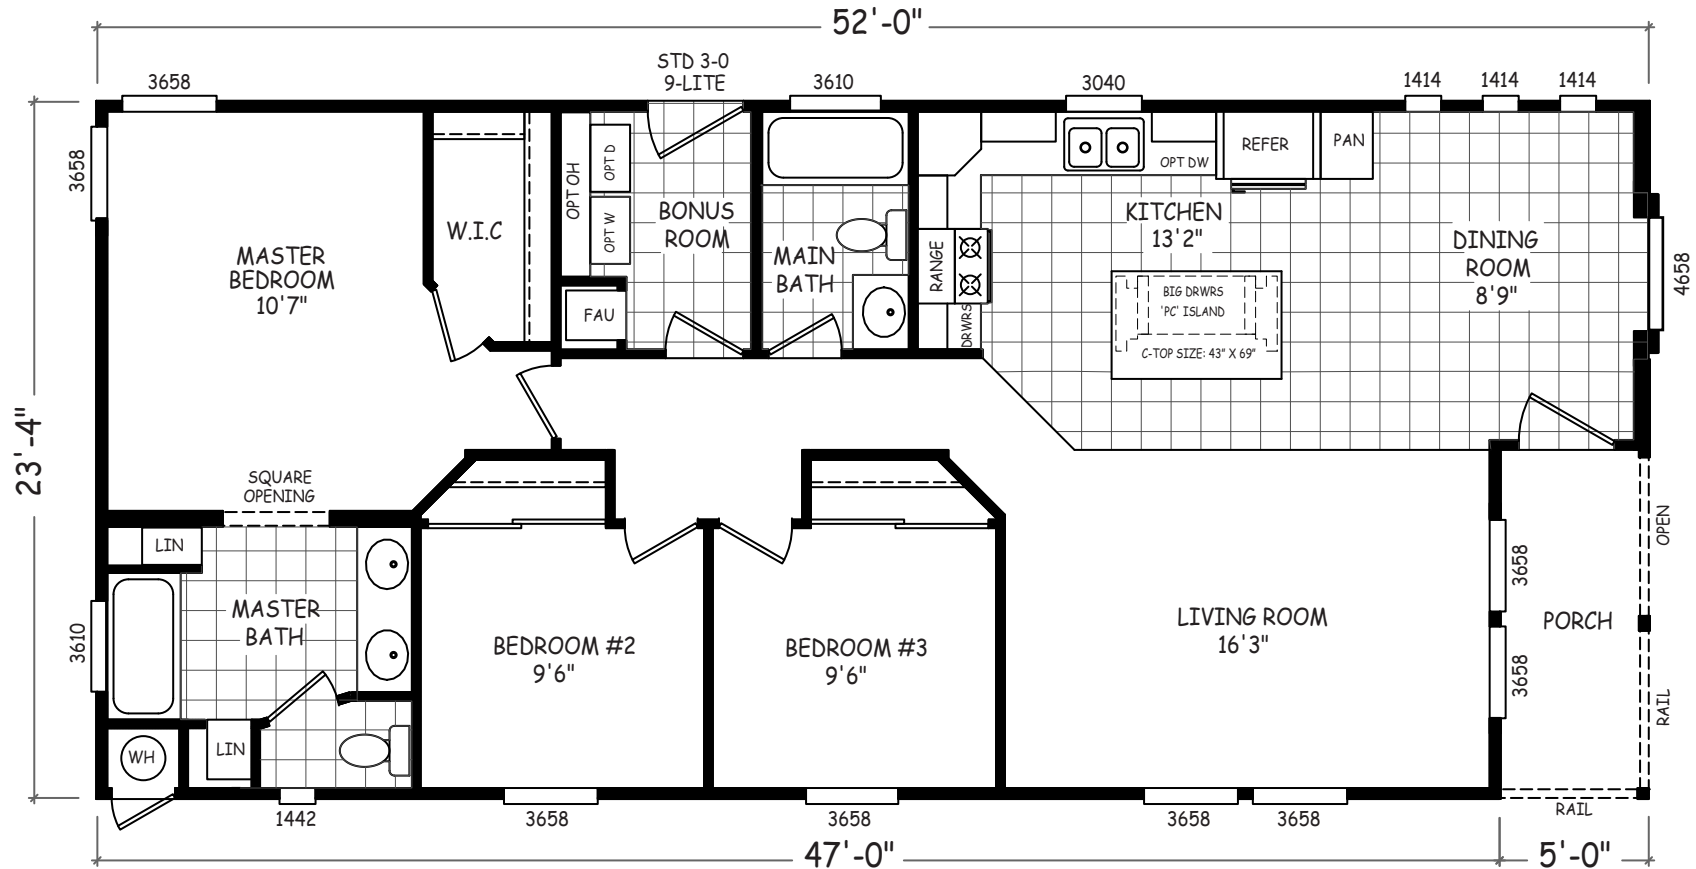 52'-0"
STD 3-0
9-LITE
3658
3610
3040
1414
1414
1414
3658
OPT OH
OPT D
OPT W
BONUS
ROOM
W.I.C
MASTER
BEDROOM
10'7"
FAU
MAIN
BATH
RANGE
DRWRS
OPT DW
REFER
PAN
KITCHEN
13'2"
BIG DRWRS
'PC' ISLAND
C-TOP SIZE: 43" X 69"
DINING
ROOM
8'9"
4658
23'-4"
SQUARE
OPENING
LIN
MASTER
BATH
3610
LIN
WH
BEDROOM #2
9'6"
BEDROOM #3
9'6"
LIVING ROOM
16'3"
3658
3658
PORCH
OPEN
RAIL
RAIL
1442
3658
3658
3658
3658
47'-0"
5'-0"